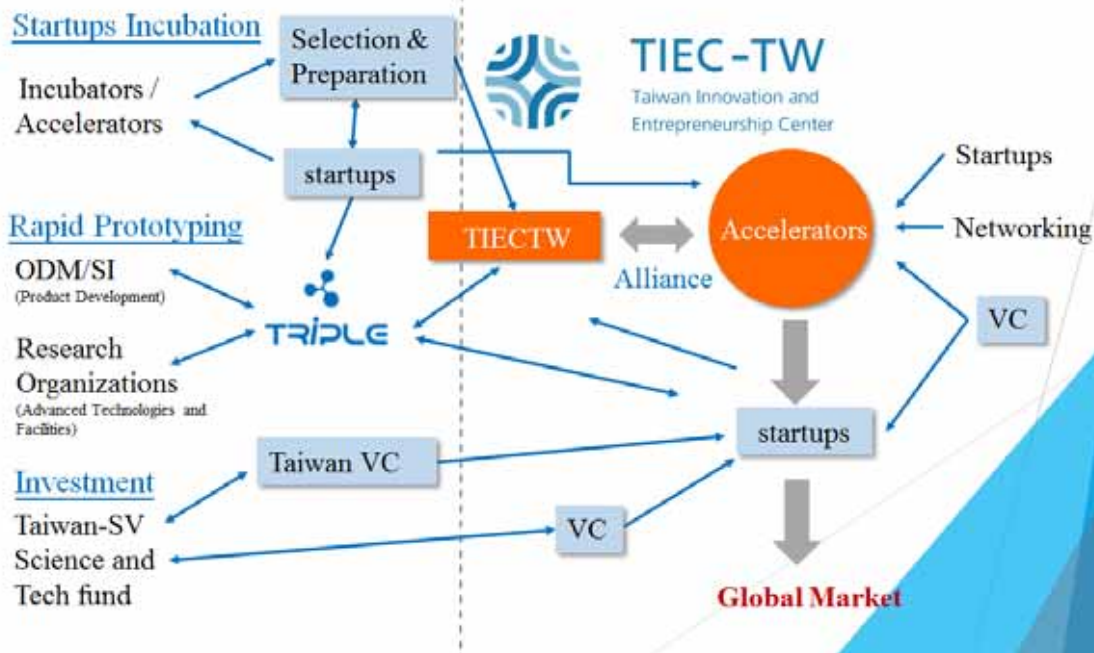 Startups Incubation
Selection &
Preparation
Incubators /
Accelerators
startups
TIEC-TW
Taiwan Innovation and
Entrepreneurship Center
Startups
Networking
Accelerators
TIECTW
Alliance
VC
Rapid Prototyping
ODM/SI
(Product Development)
TRIPLE
Research
Organizations
(Advanced Technologies and
Facilities)
startups
Taiwan VC
Investment
Taiwan-SV
Science and
Tech fund
VC
Global Market